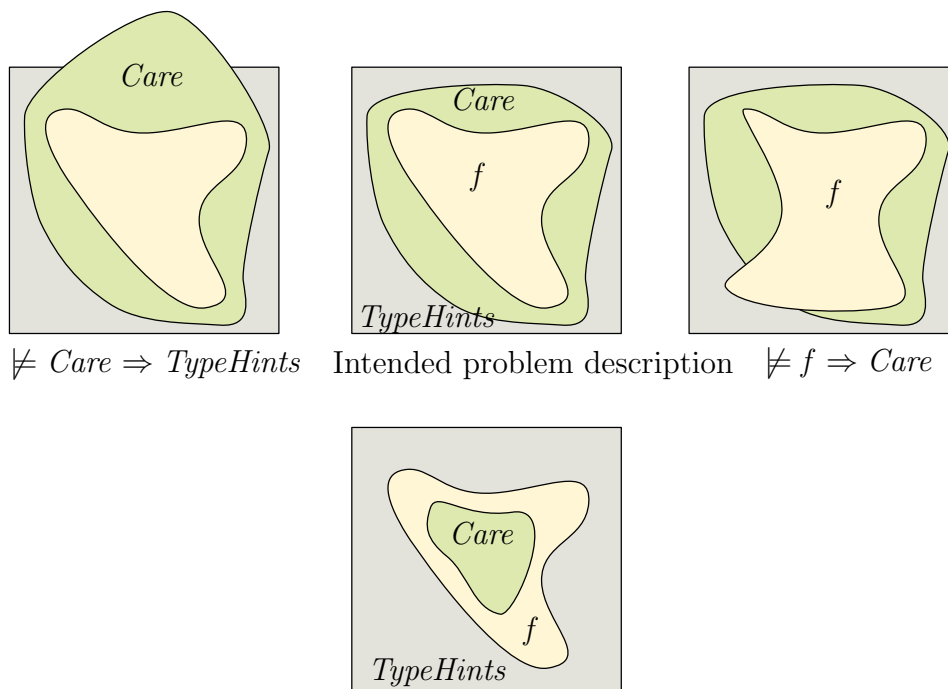 Care
Care
f
f
TypeHints
⊭ Care ⇒ TypeHints
Intended problem description
⊭ f ⇒ Care
Care
f
TypeHints